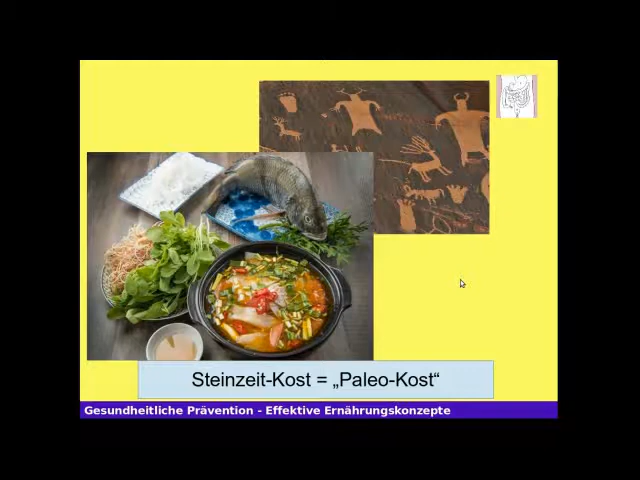 Steinzeit-Kost = „Paleo-Kost“
Gesundheitliche Prävention - Effektive Ernährungskonzepte